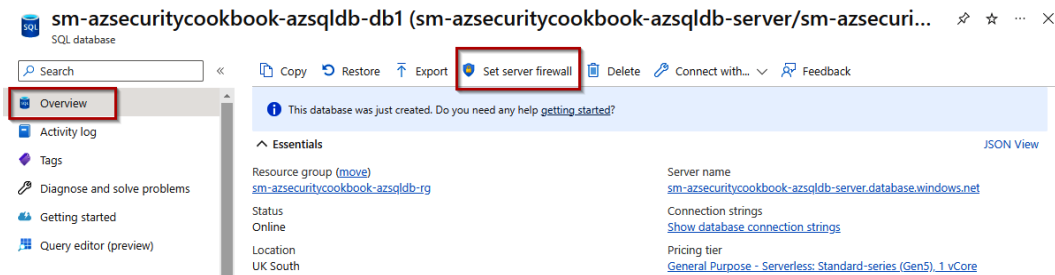 sm-azsecuritycookbook-azsqldb-db1 (sm-azsecuritycookbook-azsqldb-server/sm-azsecuri...
SQL
SQL database
Search
Copy Restore Export Set server firewall Delete Connect with... Feedback
Overview
Activity log
Tags
Diagnose and solve problems
Getting started
Query editor (preview)
This database was just created. Do you need any help getting started?
Essentials
JSON View
Resource group (move)
sm-azsecuritycookbook-azsqldb-rg
Status
Online
Location
UK South
Server name
sm-azsecuritycookbook-azsqldb-server.database.windows.net
Connection strings
Show database connection strings
Pricing tier
General Purpose - Serverless: Standard-series (Gen5), 1 vCore